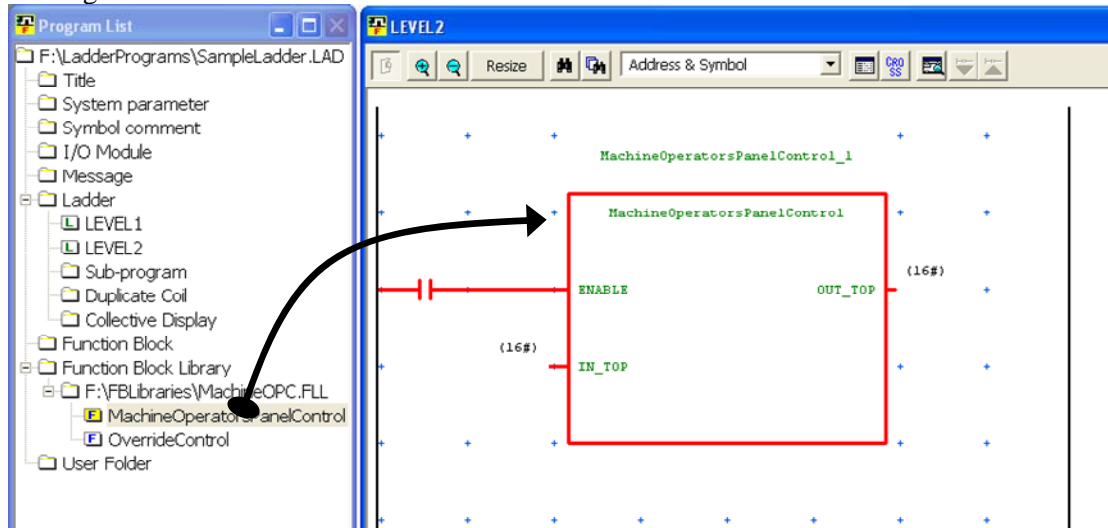 Program List
F:\LadderPrograms\SampleLadder.LAD
Title
System parameter
Symbol comment
I/O Module
Message
Ladder
LEVEL1
LEVEL2
Sub-program
Duplicate Coil
Collective Display
Function Block
Function Block Library
F:\FBLibraries\MachineOPC.FLL
MachineOperatorsPanelControl
OverrideControl
User Folder
LEVEL2
Resize
Address & Symbol
CRO
SS
MachineOperatorsPanelControl_1
MachineOperatorsPanelControl
(16#)
ENABLE OUT_TOP
(16#)
IN_TOP